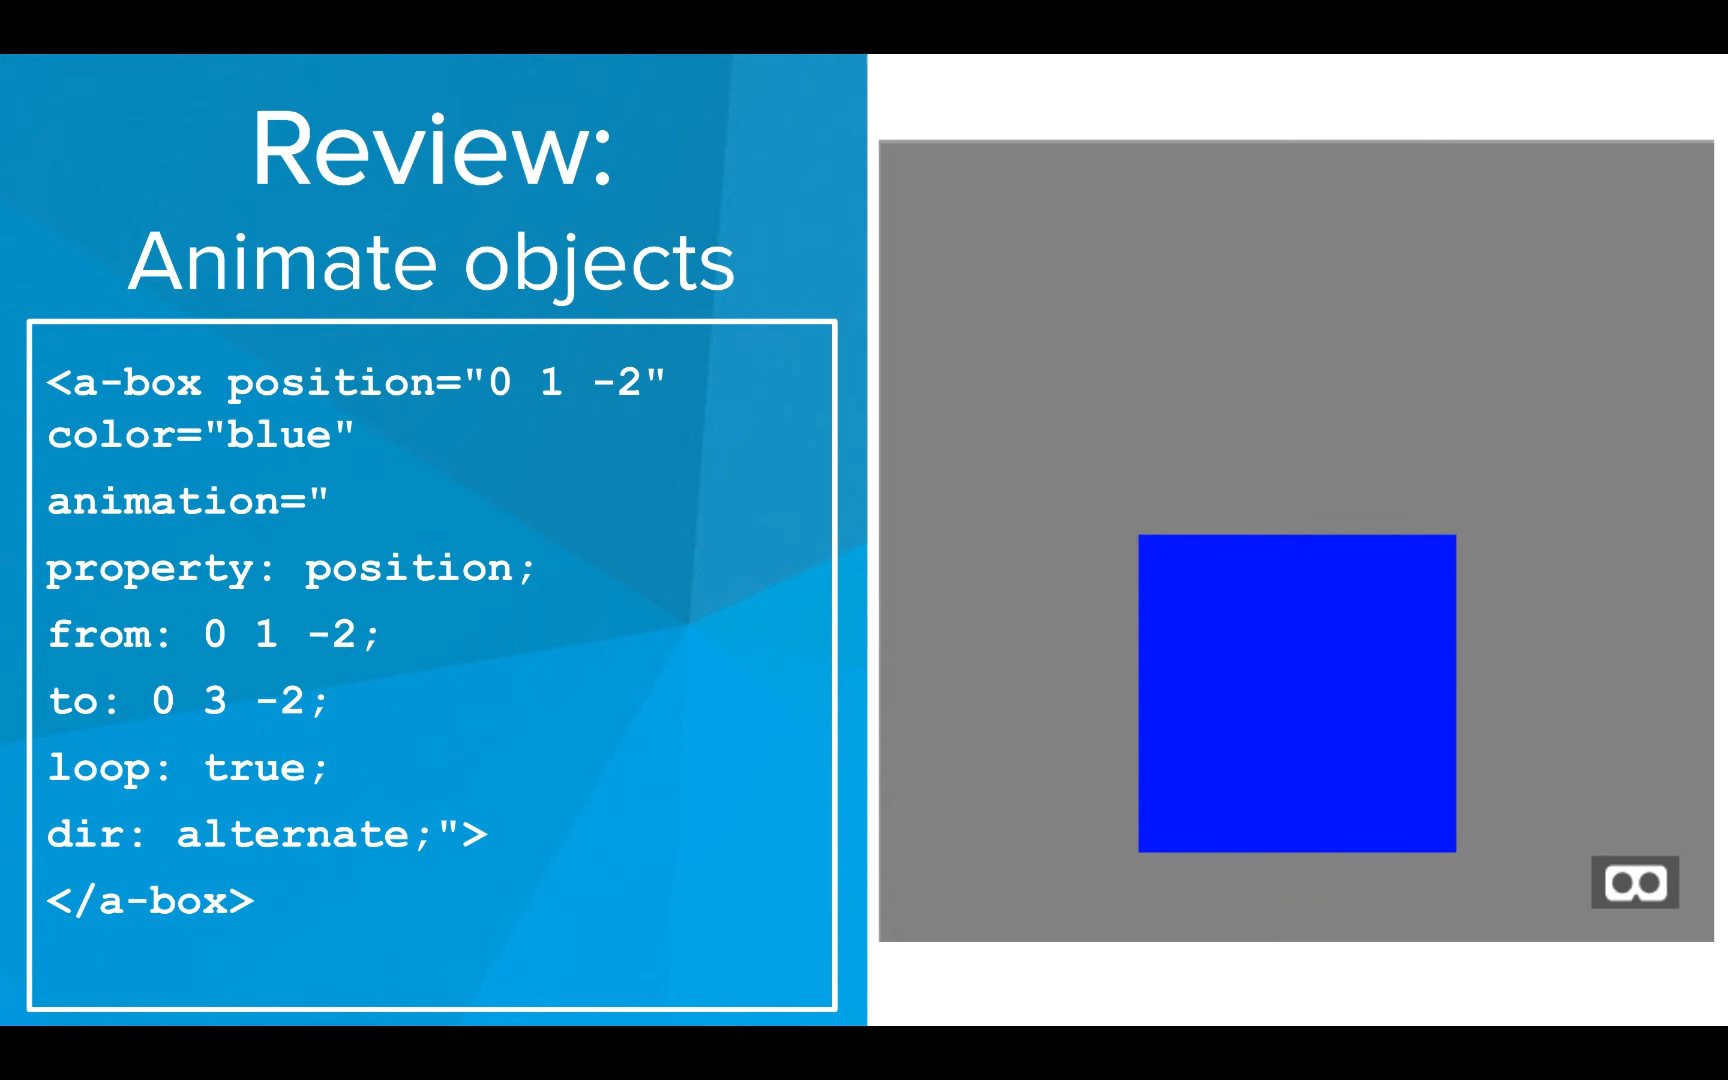 Review:
Animate objects
<a-box position="0 1 -2"
color="blue"
animation="
property: position;
from: 0 1 -2;
to: 0 3 -2;
loop: true;
dir: alternate;">
</a-box>